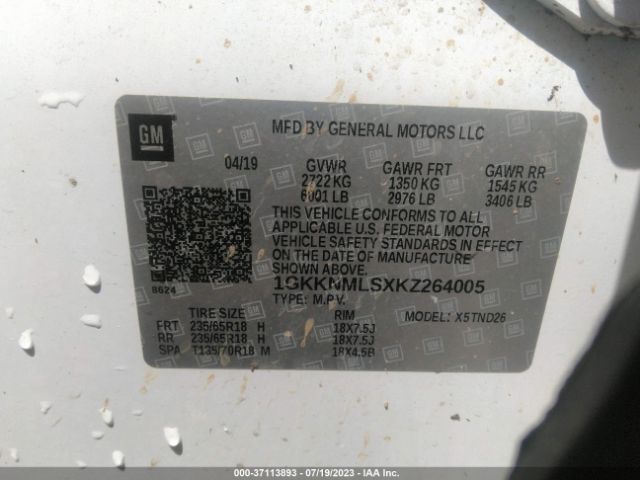 GM
MFD BY GENERAL MOTORS LLC
04/19 GVWR GAWR FRT GAWR RR
2722 KG 1350 KG 1545 KG
6001 LB 2976 LB 3406 LB
THIS VEHICLE CONFORMS TO ALL
APPLICABLE U.S. FEDERAL MOTOR
VEHICLE SAFETY STANDARDS IN EFFECT
ON THE DATE OF MANUFACTURE
SHOWN ABOVE.
8624
1GKKNMLSXKZ264005
TYPE: M.P.V. MODEL: X5TND26
TIRE SIZE RIM
FRT 235/65R18 H 18X7.5J
RR 235/65R18 H 18X7.5J
SPA T135/70R18 M 18X4.5B
000-37113893 - 07/19/2023 - IAA Inc.